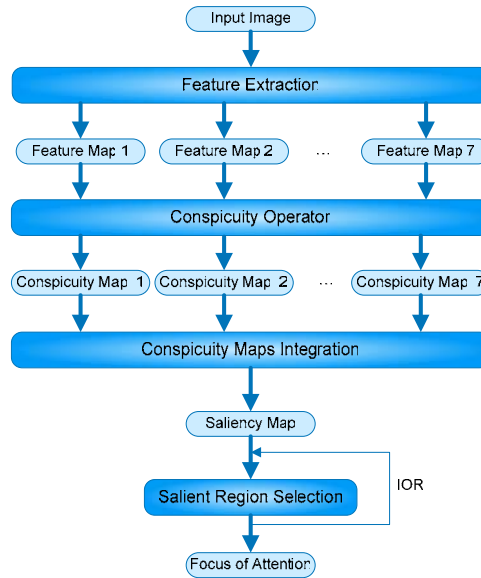 Input Image
Feature Extraction
Feature Map 1 Feature Map 2 ... Feature Map 7
Conspicuity Operator
Conspicuity Map 1 Conspicuity Map 2 ... Conspicuity Map 7
Conspicuity Maps Integration
Saliency Map
IOR
Salient Region Selection
Focus of Attention